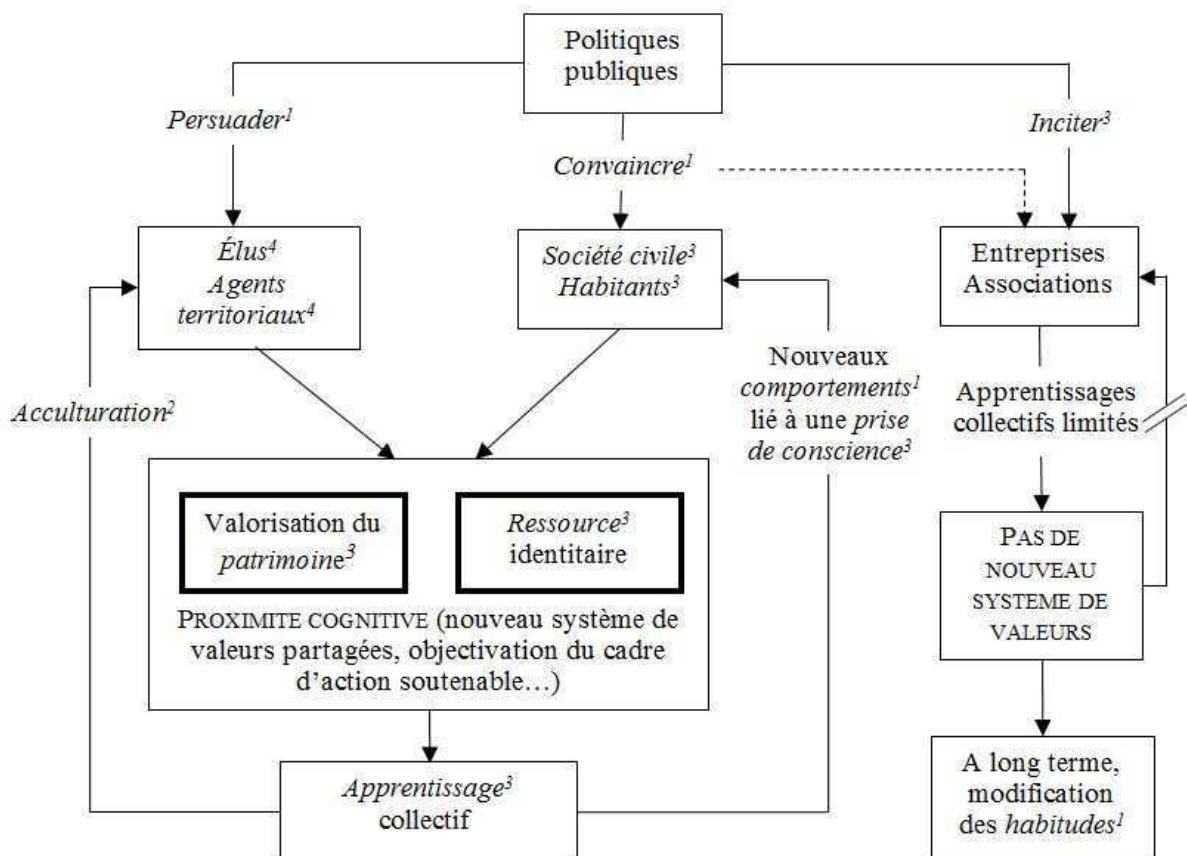 Politiques
publiques
Persuader¹
Convaincre¹
Inciter³
Élus⁴
Agents
territoriaux⁴
Société civile³
Habitants³
Entreprises
Associations
Acculturation²
Nouveaux
comportements¹
lié à une prise
de conscience³
Apprentissages
collectifs limités
Valorisation du
patrimoine³
Ressource³
identitaire
PROXIMITE COGNITIVE (nouveau système de
valeurs partagées, objectivation du cadre
d’action soutenable…)
PAS DE
NOUVEAU
SYSTEME DE
VALEURS
Apprentissage³
collectif
A long terme,
modification
des habitudes¹